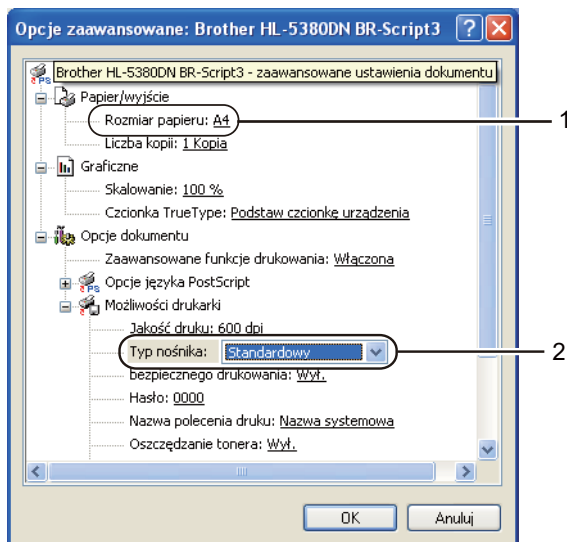 Opcje zaawansowane: Brother HL-5380DN BR-Script3
Brother HL-5380DN BR-Script3 - zaawansowane ustawienia dokumentu
Papier/wyjście
Rozmiar papieru: A4
1
Liczba kopii: 1 Kopia
Graficzne
Skalowanie: 100 %
Czcionka TrueType: Podstaw czcionkę urządzenia
Opcje dokumentu
Zaawansowane funkcje drukowania: Włączona
Opcje języka PostScript
Możliwości drukarki
Jakość druku: 600 dpi
Typ nośnika: Standardowy
2
bezpiecznego drukowania: Wył.
Hasło: 0000
Nazwa polecenia druku: Nazwa systemowa
Oszczędzanie tonera: Wył.
OK Anuluj